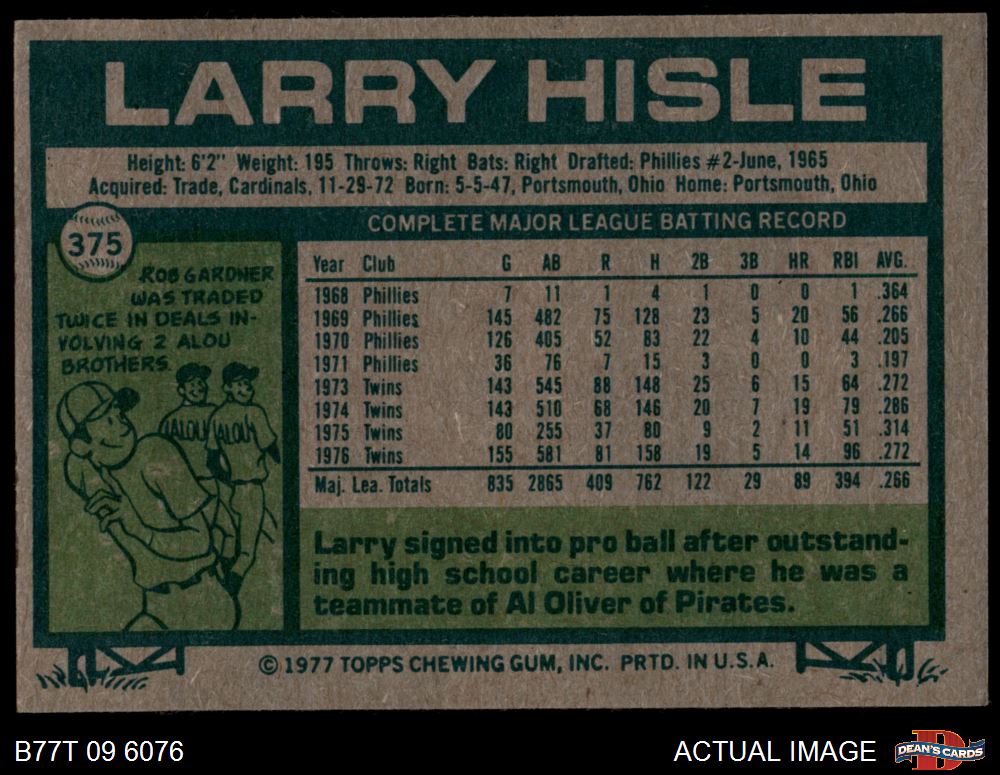 LARRY HISLE
Height: 6'2" Weight: 195 Throws: Right Bats: Right Drafted: Phillies #2-June, 1965
Acquired: Trade, Cardinals, 11-29-72 Born: 5-5-47, Portsmouth, Ohio Home: Portsmouth, Ohio
375
ROB GARDNER
WAS TRADED
TWICE IN DEALS IN-
VOLVING 2 ALOU
BROTHERS.
ALOU ALOU
COMPLETE MAJOR LEAGUE BATTING RECORD
Year Club G AB R H 2B 3B HR RBI AVG.
1968 Phillies 7 11 1 4 1 0 0 1 .364
1969 Phillies 145 482 75 128 23 5 20 56 .266
1970 Phillies 126 405 52 83 22 4 10 44 .205
1971 Phillies 36 76 7 15 3 0 0 3 .197
1973 Twins 143 545 88 148 25 6 15 64 .272
1974 Twins 143 510 68 146 20 7 19 79 .286
1975 Twins 80 255 37 80 9 2 11 51 .314
1976 Twins 155 581 81 158 19 5 14 96 .272
Maj. Lea. Totals 835 2865 409 762 122 29 89 394 .266
Larry signed into pro ball after outstand-
ing high school career where he was a
teammate of Al Oliver of Pirates.
© 1977 TOPPS CHEWING GUM, INC. PRTD. IN U.S.A.
B77T 09 6076
ACTUAL IMAGE
D
DEAN'S CARDS